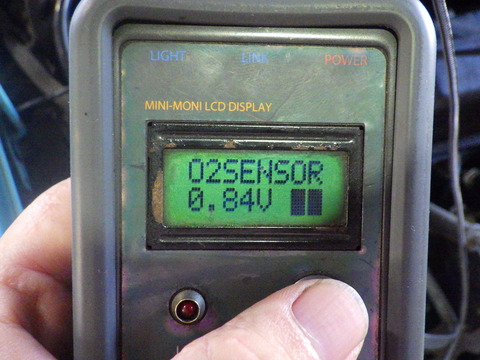 LIGHT LINK POWER
MINI-MONI LCD DISPLAY
O2SENSOR
0.84V